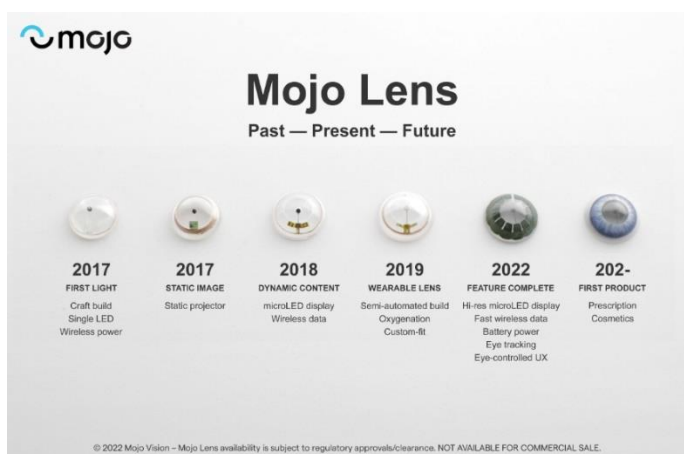 mojo
Mojo Lens
Past — Present — Future
2017
FIRST LIGHT
Craft build
Single LED
Wireless power
2017
STATIC IMAGE
Static projector
2018
DYNAMIC CONTENT
microLED display
Wireless data
2019
WEARABLE LENS
Semi-automated build
Oxygenation
Custom-fit
2022
FEATURE COMPLETE
Hi-res microLED display
Fast wireless data
Battery power
Eye tracking
Eye-controlled UX
202-
FIRST PRODUCT
Prescription
Cosmetics
© 2022 Mojo Vision – Mojo Lens availability is subject to regulatory approvals/clearance. NOT AVAILABLE FOR COMMERCIAL SALE.